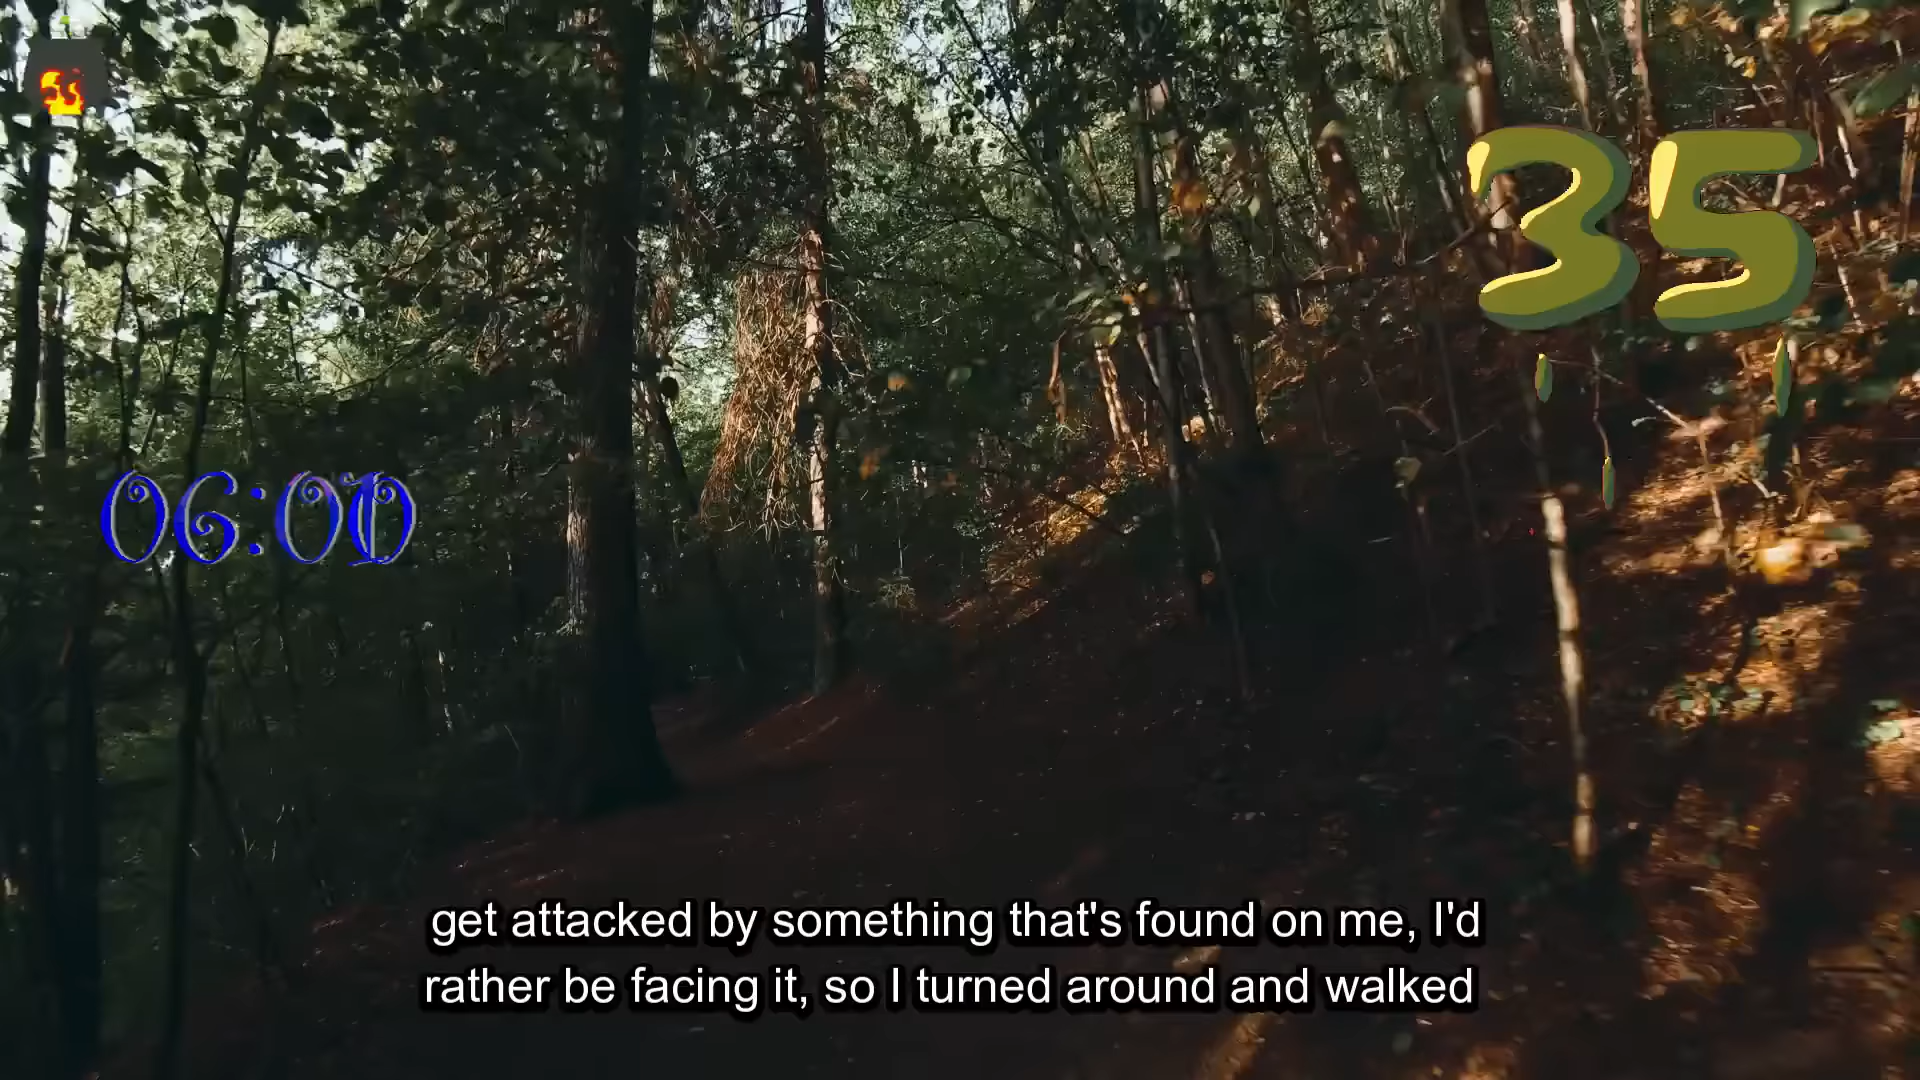 35
06:00
get attacked by something that's found on me, I'd
rather be facing it, so I turned around and walked